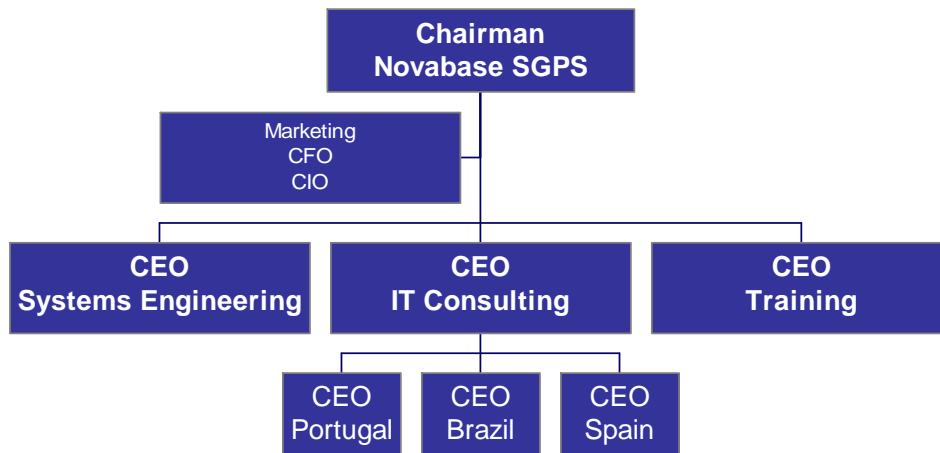 Chairman
Novabase SGPS
Marketing
CFO
CIO
CEO
Systems Engineering
CEO
IT Consulting
CEO
Training
CEO
Portugal
CEO
Brazil
CEO
Spain